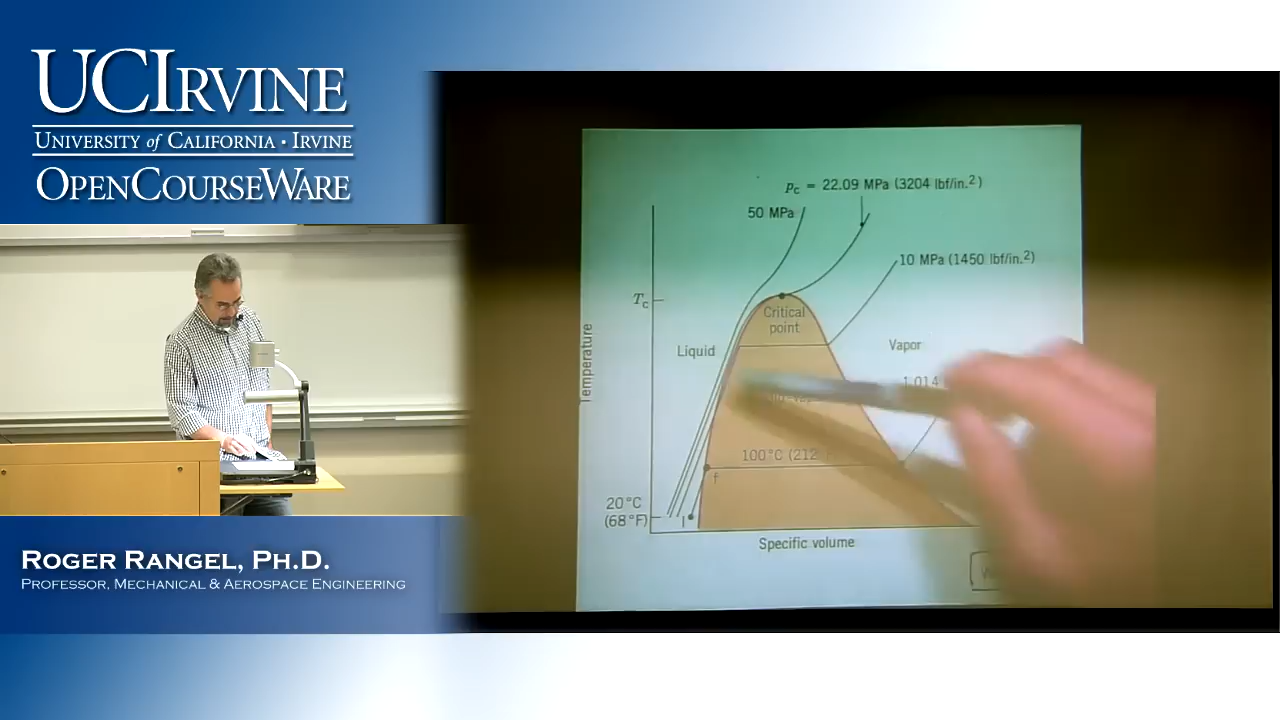 UCIRVINE
UNIVERSITY of CALIFORNIA · IRVINE
OPENCOURSEWARE
pc = 22.09 MPa (3204 lbf/in.2)
50 MPa
10 MPa (1450 lbf/in.2)
Tc
Critical
point
Liquid
Vapor
Temperature
1.014
100°C (212
f
20°C
(68°F)
l
Specific volume
ROGER RANGEL, PH.D.
PROFESSOR, MECHANICAL & AEROSPACE ENGINEERING